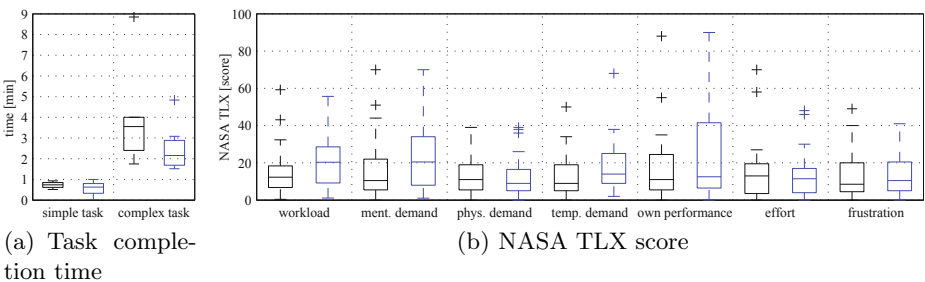 9
8
7
6
5
4
3
2
1
0
time [min]
simple task complex task
(a) Task comple-
tion time
100
80
60
40
20
0
NASA TLX [score]
workload ment. demand phys. demand temp. demand own performance effort frustration
(b) NASA TLX score